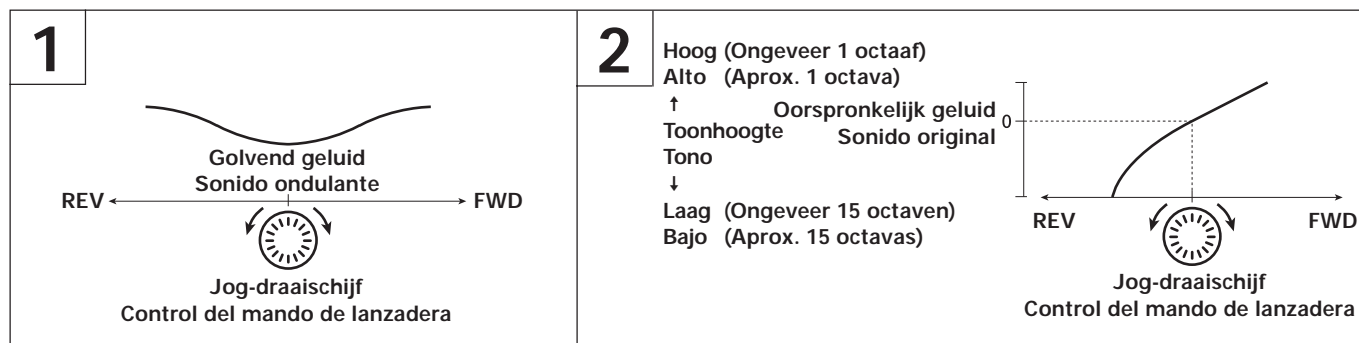 1
Golvend geluid
Sonido ondulante
REV FWD
Jog-draaischijf
Control del mando de lanzadera
2
Hoog (Ongeveer 1 octaaf)
Alto (Aprox. 1 octava)
↑
Toonhoogte
Tono
↓
Laag (Ongeveer 15 octaven)
Bajo (Aprox. 15 octavas)
Oorspronkelijk geluid
Sonido original
0
REV FWD
Jog-draaischijf
Control del mando de lanzadera